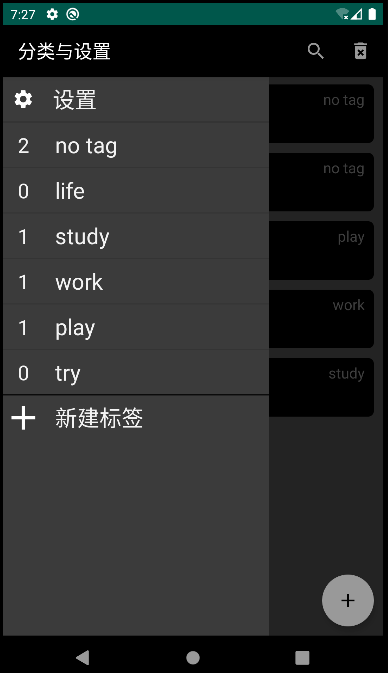 7:27
分类与设置
设置
2 no tag
0 life
1 study
1 work
1 play
0 try
新建标签
no tag
no tag
play
work
study